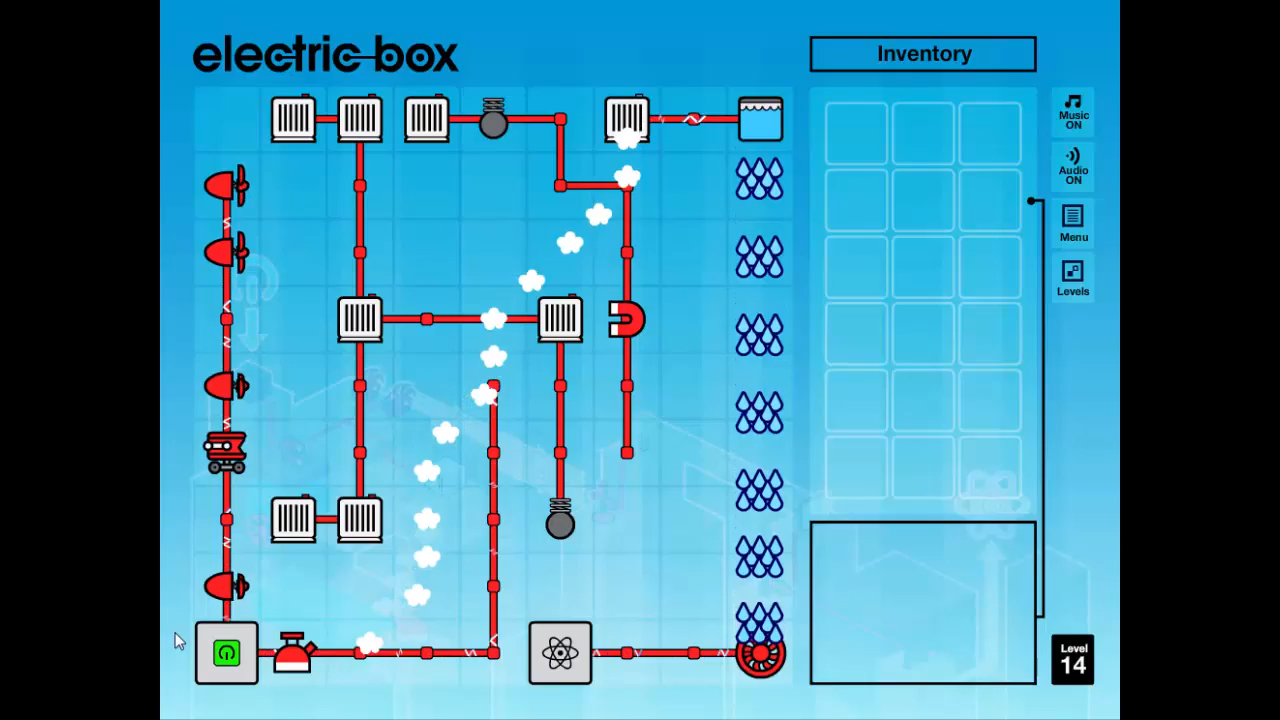 electric box
Inventory
Music
ON
Audio
ON
Menu
Levels
Level
14